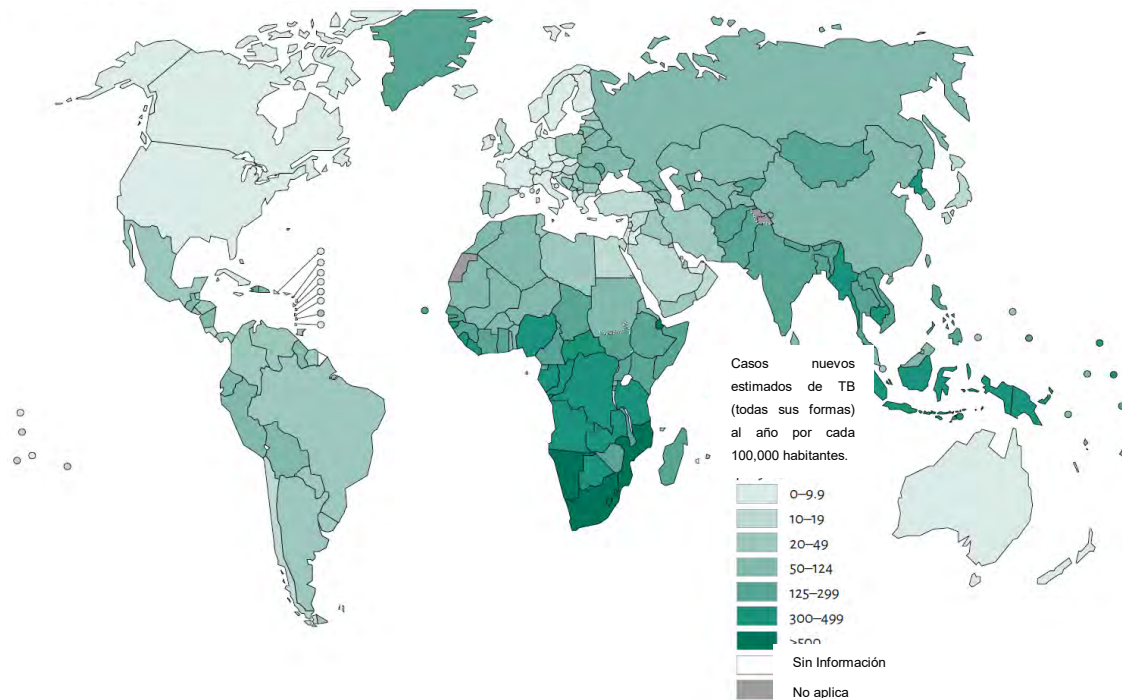 Casos nuevos
estimados de TB
(todas sus formas)
al año por cada
100,000 habitantes.
0–9.9
10–19
20–49
50–124
125–299
300–499
≥500
Sin Información
No aplica